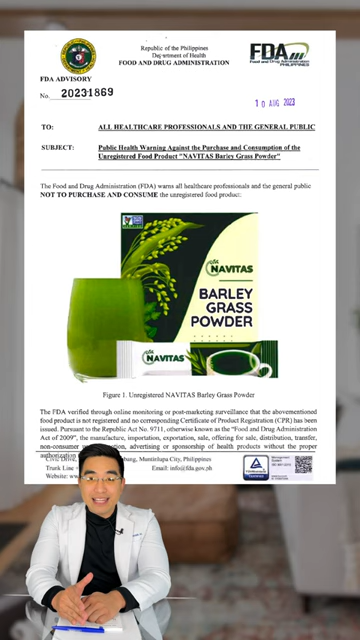 Republic of the Philippines
Department of Health
FOOD AND DRUG ADMINISTRATION
FDA
Food and Drug Administration
PHILIPPINES
FDA ADVISORY
No. 20231869
10 AUG 2023
TO: ALL HEALTHCARE PROFESSIONALS AND THE GENERAL PUBLIC
SUBJECT: Public Health Warning Against the Purchase and Consumption of the
Unregistered Food Product "NAVITAS Barley Grass Powder"
The Food and Drug Administration (FDA) warns all healthcare professionals and the general public
NOT TO PURCHASE AND CONSUME the unregistered food product:
NAVITAS
BARLEY
GRASS
POWDER
NAVITAS
NAVITAS
Figure 1. Unregistered NAVITAS Barley Grass Powder
The FDA verified through online monitoring or post-marketing surveillance that the abovementioned
food product is not registered and no corresponding Certificate of Product Registration (CPR) has been
issued. Pursuant to the Republic Act No. 9711, otherwise known as the "Food and Drug Administration
Act of 2009", the manufacture, importation, exportation, sale, offering for sale, distribution, transfer,
non-consumer advertising or sponsorship of health products without the proper
authorization
Civic Drive, Muntinlupa City, Philippines
Trunk Line Email: info@fda.gov.ph
Website: